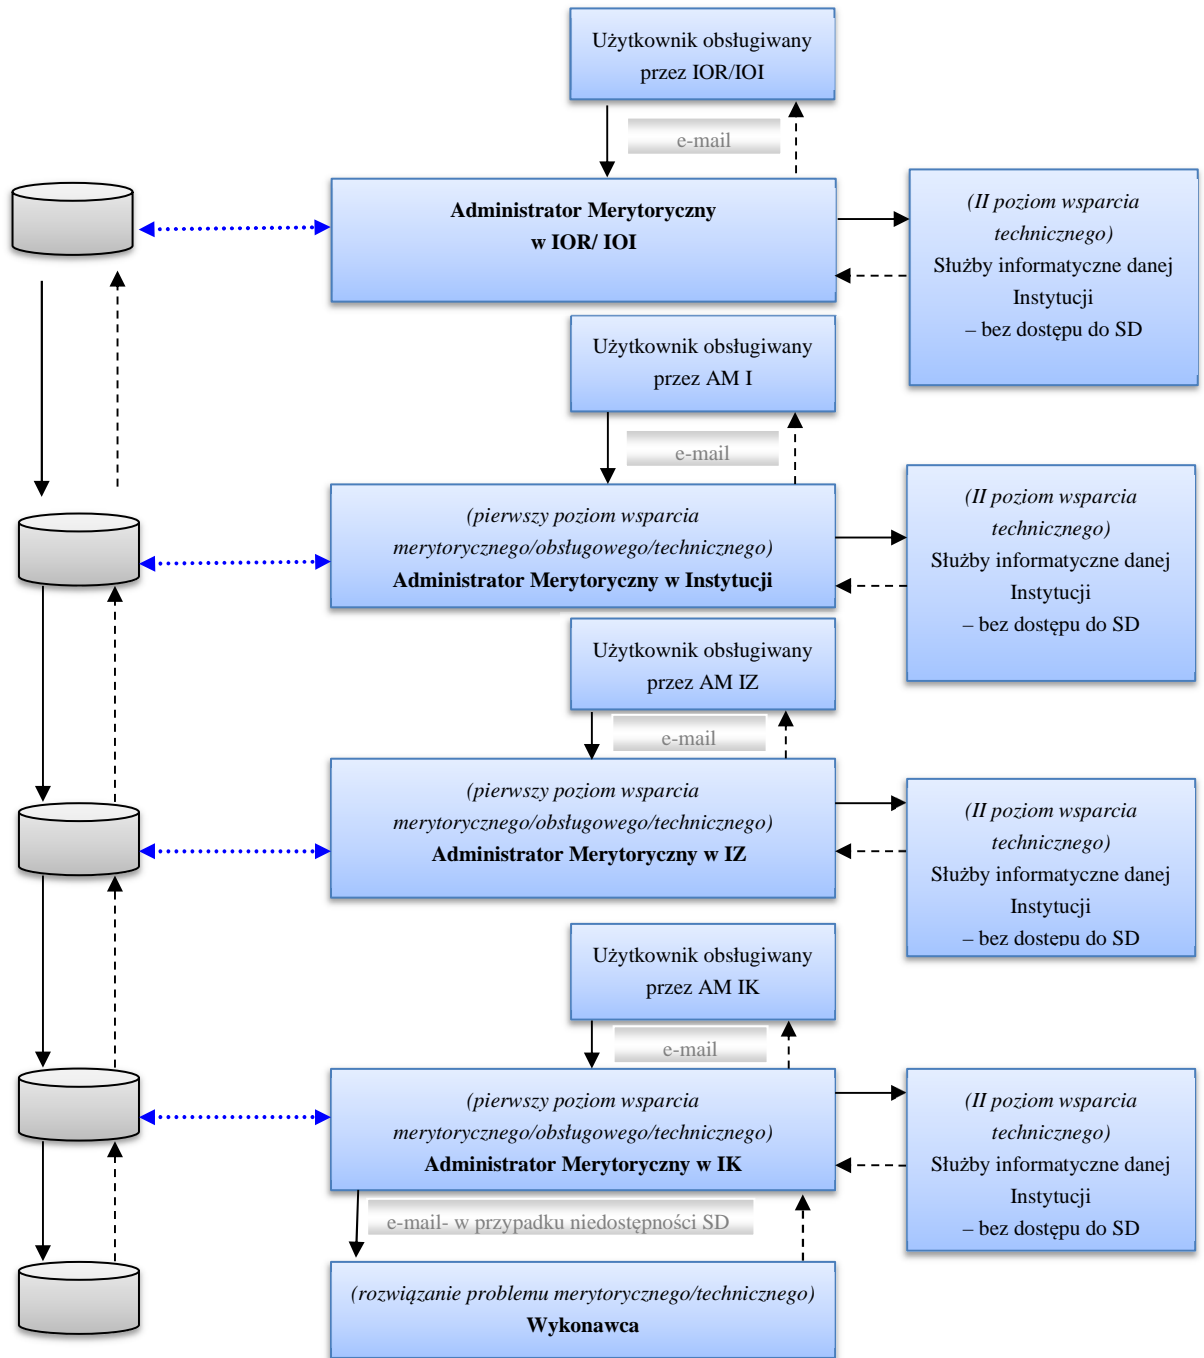 Użytkownik obsługiwany
przez IOR/IOI
e-mail
Administrator Merytoryczny
w IOR/ IOI
(II poziom wsparcia
technicznego)
Służby informatyczne danej
Instytucji
– bez dostępu do SD
Użytkownik obsługiwany
przez AM I
e-mail
(pierwszy poziom wsparcia
merytorycznego/obsługowego/technicznego)
Administrator Merytoryczny w Instytucji
(II poziom wsparcia
technicznego)
Służby informatyczne danej
Instytucji
– bez dostępu do SD
Użytkownik obsługiwany
przez AM IZ
e-mail
(pierwszy poziom wsparcia
merytorycznego/obsługowego/technicznego)
Administrator Merytoryczny w IZ
(II poziom wsparcia
technicznego)
Służby informatyczne danej
Instytucji
– bez dostępu do SD
Użytkownik obsługiwany
przez AM IK
e-mail
(pierwszy poziom wsparcia
merytorycznego/obsługowego/technicznego)
Administrator Merytoryczny w IK
(II poziom wsparcia
technicznego)
Służby informatyczne danej
Instytucji
– bez dostępu do SD
e-mail- w przypadku niedostępności SD
(rozwiązanie problemu merytorycznego/technicznego)
Wykonawca